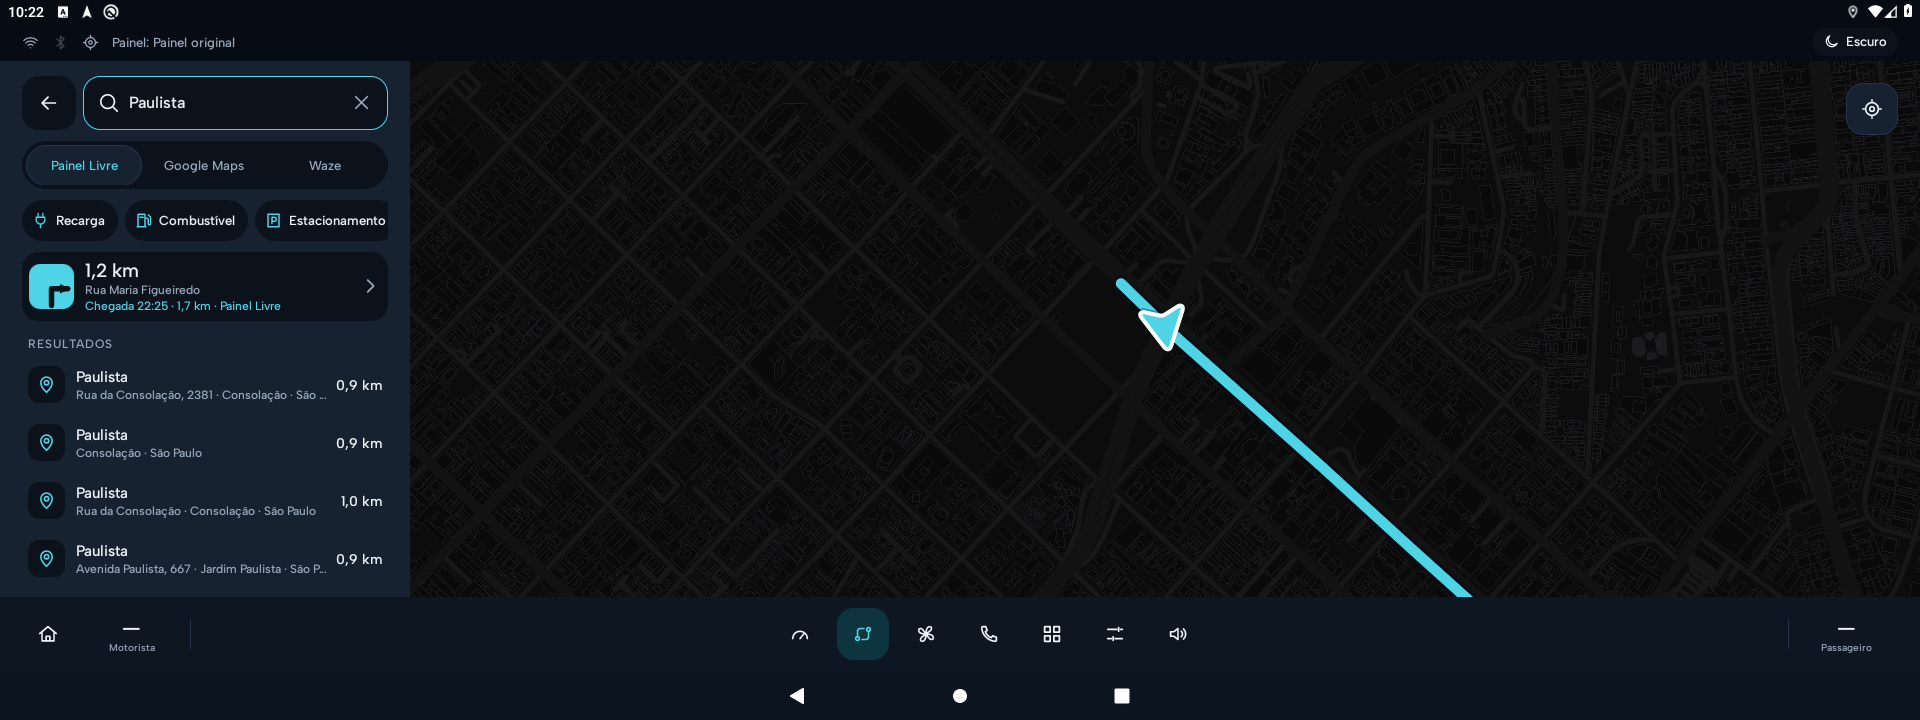 10:22
Painel: Painel original
Escuro
Paulista
Painel Livre
Google Maps
Waze
Recarga
Combustível
Estacionamento
1,2 km
Rua Maria Figueiredo
Chegada 22:25 · 1,7 km · Painel Livre
RESULTADOS
Paulista
Rua da Consolação, 2381 · Consolação · São ...
0,9 km
Paulista
Consolação · São Paulo
0,9 km
Paulista
Rua da Consolação · Consolação · São Paulo
1,0 km
Paulista
Avenida Paulista, 667 · Jardim Paulista · São P...
0,9 km
Motorista
Passageiro